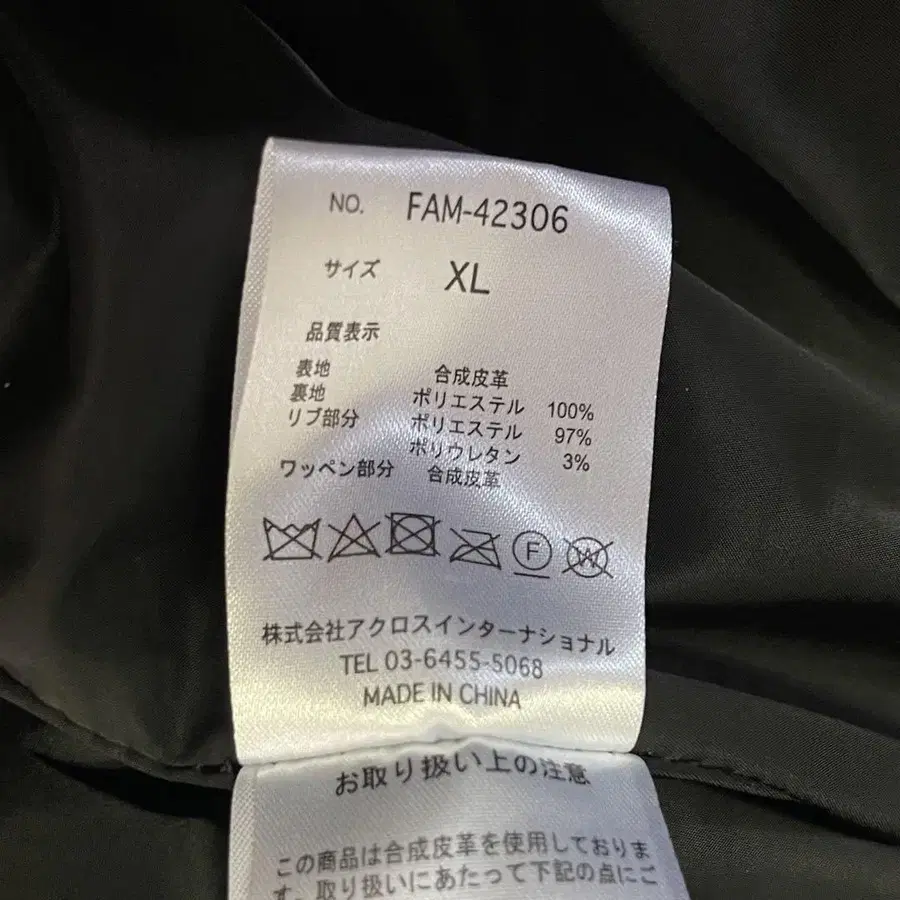 NO. FAM-42306
サイズ XL
品質表示
表地 合成皮革
裏地 ポリエステル 100%
リブ部分 ポリエステル 97%
ポリウレタン 3%
ワッペン部分 合成皮革
F W
株式会社アクロスインターナショナル
TEL 03-6455-5068
MADE IN CHINA
お取り扱い上の注意
この商品は合成皮革を使用しておりま
す。取り扱いにあたって下記の点にご